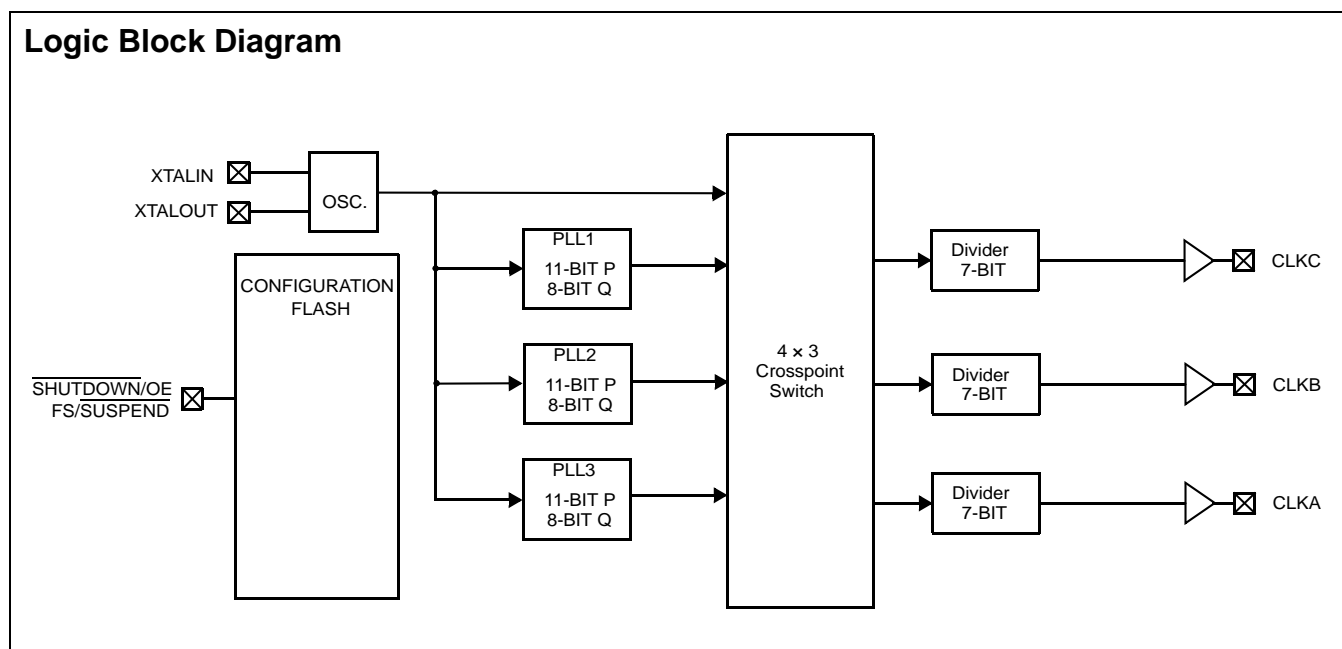 Logic Block Diagram
XTALIN
XTALOUT
OSC.
CONFIGURATION
FLASH
SHUTDOWN/OE
FS/SUSPEND
PLL1
11-BIT P
8-BIT Q
PLL2
11-BIT P
8-BIT Q
PLL3
11-BIT P
8-BIT Q
4 × 3
Crosspoint
Switch
Divider
7-BIT
CLKC
Divider
7-BIT
CLKB
Divider
7-BIT
CLKA